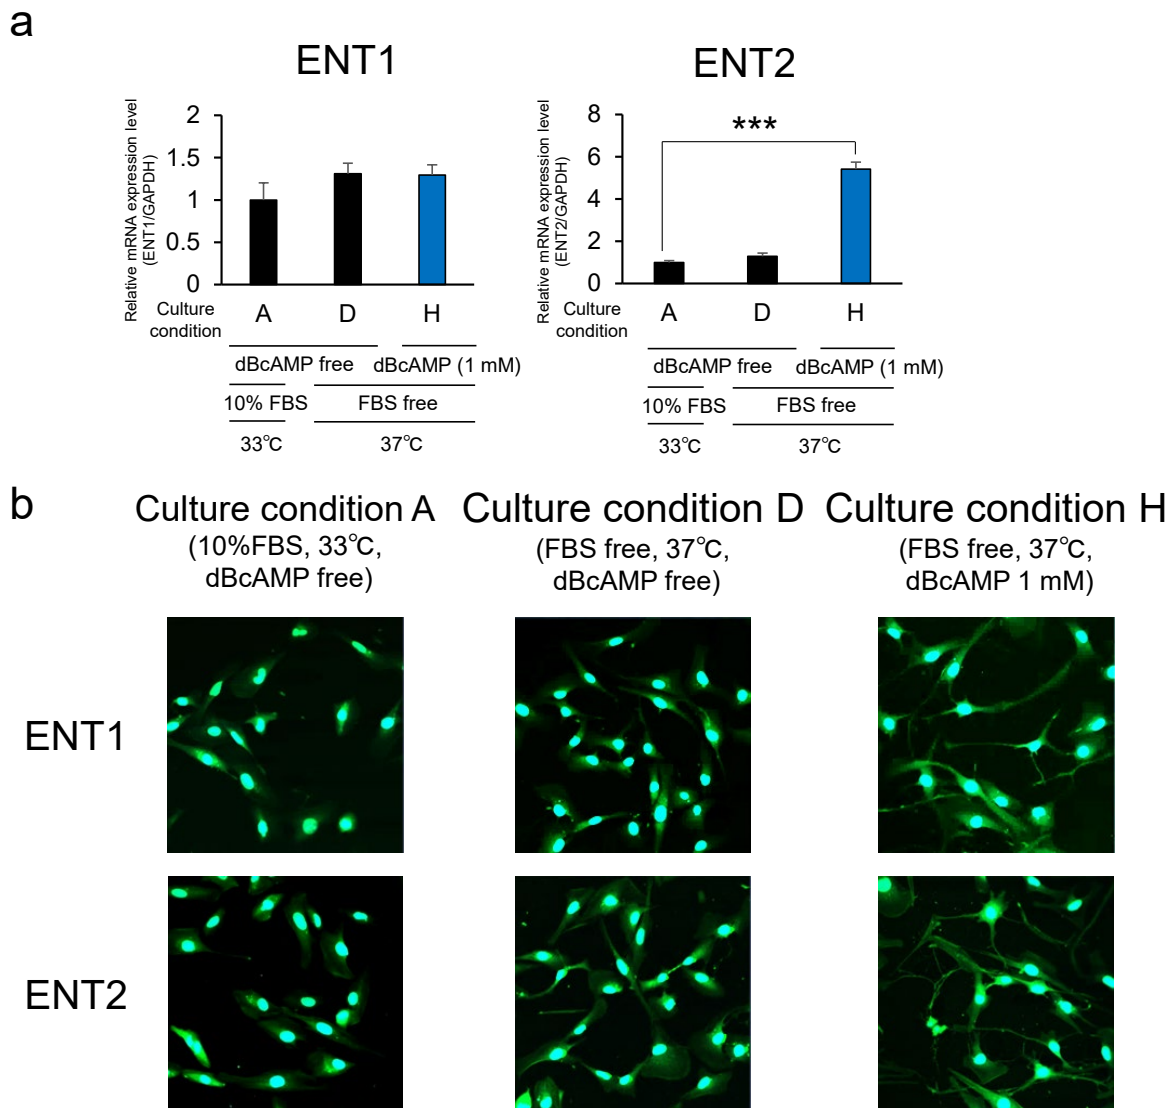 a
ENT1
ENT2
Relative mRNA expression level
(ENT1/GAPDH)
2
1.5
1
0.5
0
Culture
condition
A
D
H
dBcAMP free
dBcAMP (1 mM)
10% FBS
FBS free
33℃
37℃
Relative mRNA expression level
(ENT2/GAPDH)
8
6
4
2
0
***
Culture
condition
A
D
H
dBcAMP free
dBcAMP (1 mM)
10% FBS
FBS free
33℃
37℃
b
Culture condition A
(10%FBS, 33℃,
dBcAMP free)
Culture condition D
(FBS free, 37℃,
dBcAMP free)
Culture condition H
(FBS free, 37℃,
dBcAMP 1 mM)
ENT1
ENT2